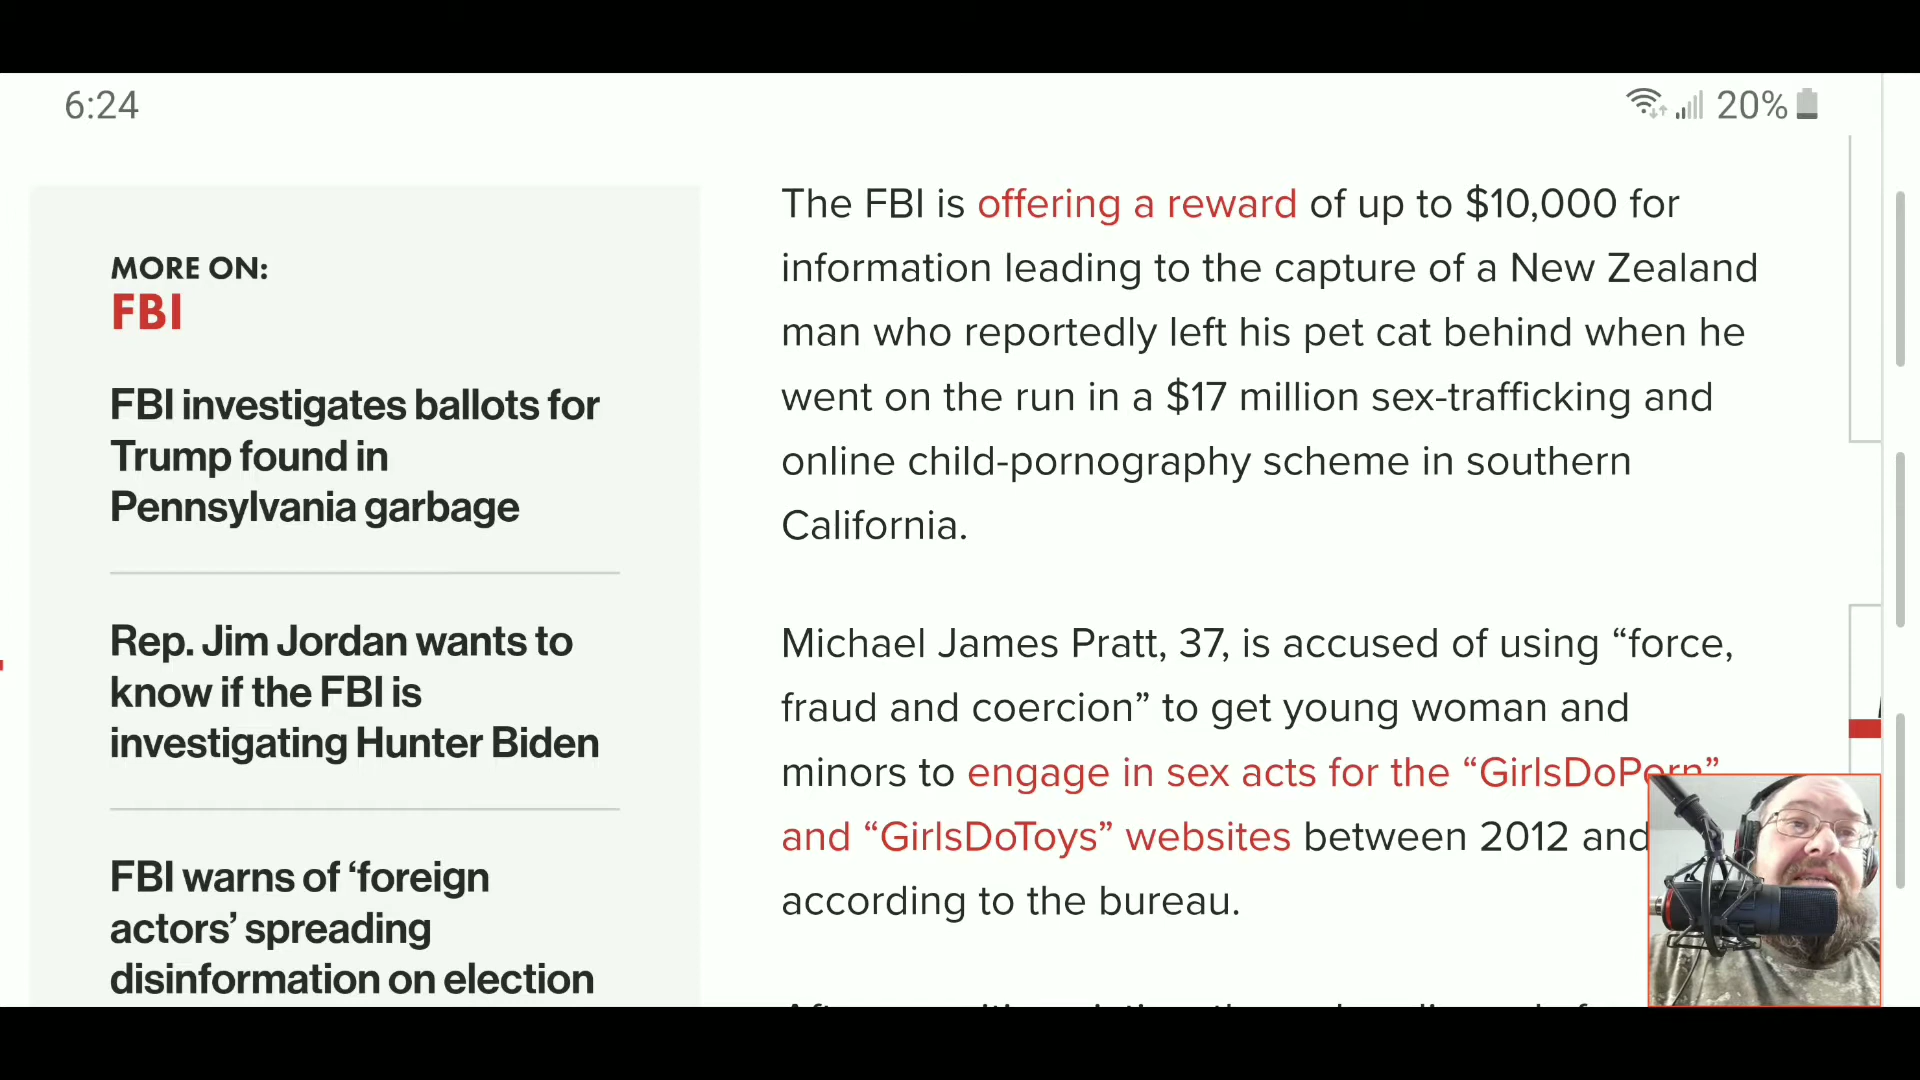 6:24
20%
MORE ON:
FBI
FBI investigates ballots for
Trump found in
Pennsylvania garbage
Rep. Jim Jordan wants to
know if the FBI is
investigating Hunter Biden
FBI warns of ‘foreign
actors’ spreading
disinformation on election
The FBI is offering a reward of up to $10,000 for
information leading to the capture of a New Zealand
man who reportedly left his pet cat behind when he
went on the run in a $17 million sex-trafficking and
online child-pornography scheme in southern
California.
Michael James Pratt, 37, is accused of using “force,
fraud and coercion” to get young woman and
minors to engage in sex acts for the “GirlsDoPorn”
and “GirlsDoToys” websites between 2012 and
according to the bureau.